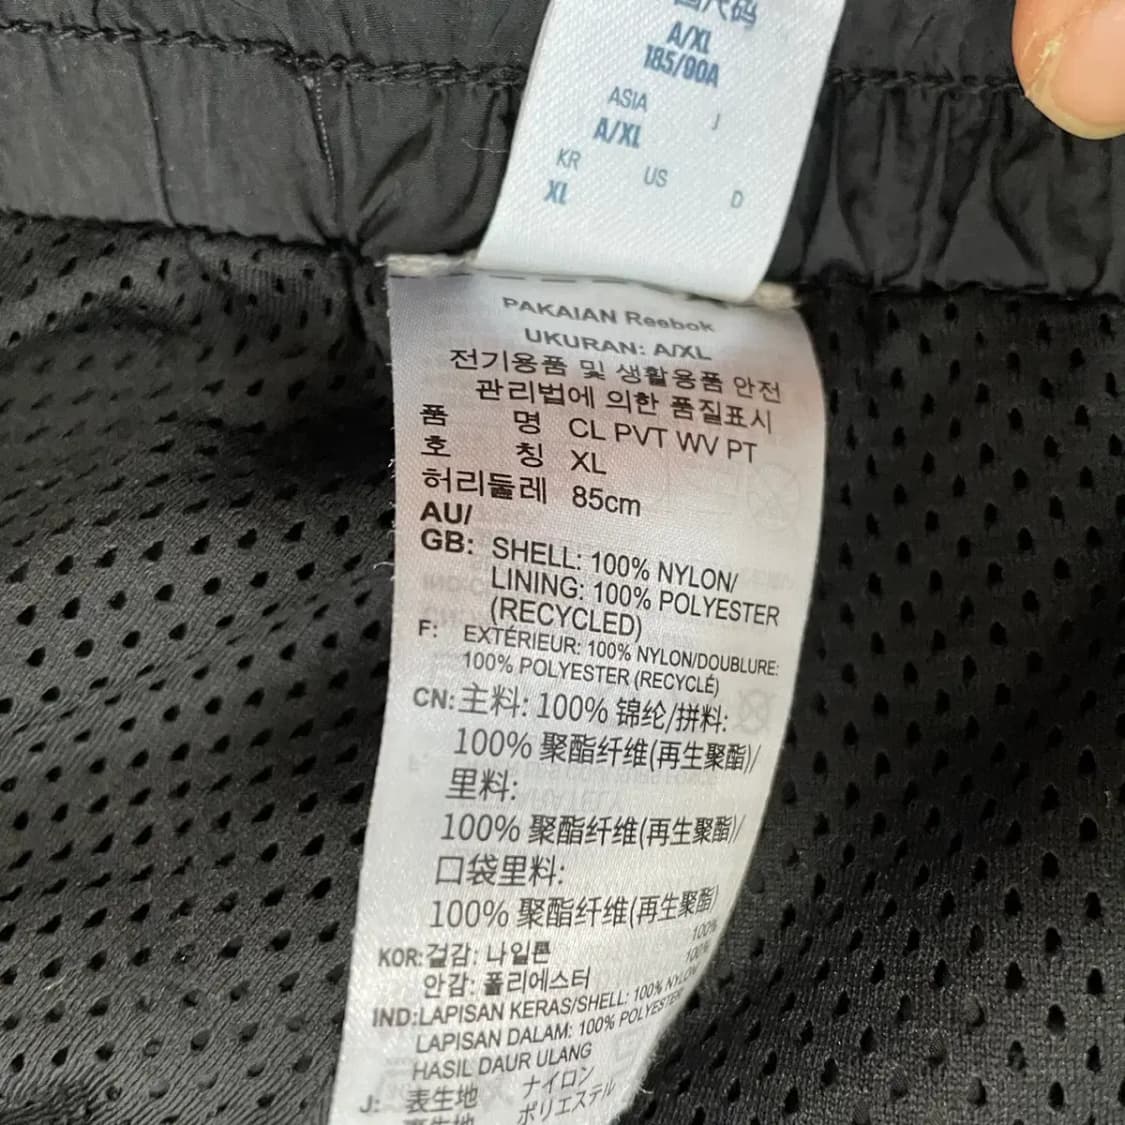 A/XL
185/90A
ASIA J
A/XL
KR US D
XL
PAKAIAN Reebok
UKURAN: A/XL
전기용품 및 생활용품 안전
관리법에 의한 품질표시
품 명 CL PVT WV PT
호 칭 XL
허리둘레 85cm
AU/
GB: SHELL: 100% NYLON/
LINING: 100% POLYESTER
(RECYCLED)
F: EXTÉRIEUR: 100% NYLON/DOUBLURE:
100% POLYESTER (RECYCLÉ)
CN: 主料: 100% 锦纶/拼料:
100% 聚酯纤维(再生聚酯)/
里料:
100% 聚酯纤维(再生聚酯)/
口袋里料:
100% 聚酯纤维(再生聚酯)
KOR: 겉감: 나일론 100%
안감: 폴리에스터 100%
IND: LAPISAN KERAS/SHELL: 100% NYLON/
LAPISAN DALAM: 100% POLYESTER
HASIL DAUR ULANG
J: 表生地 ナイロン
裏生地 ポリエステル